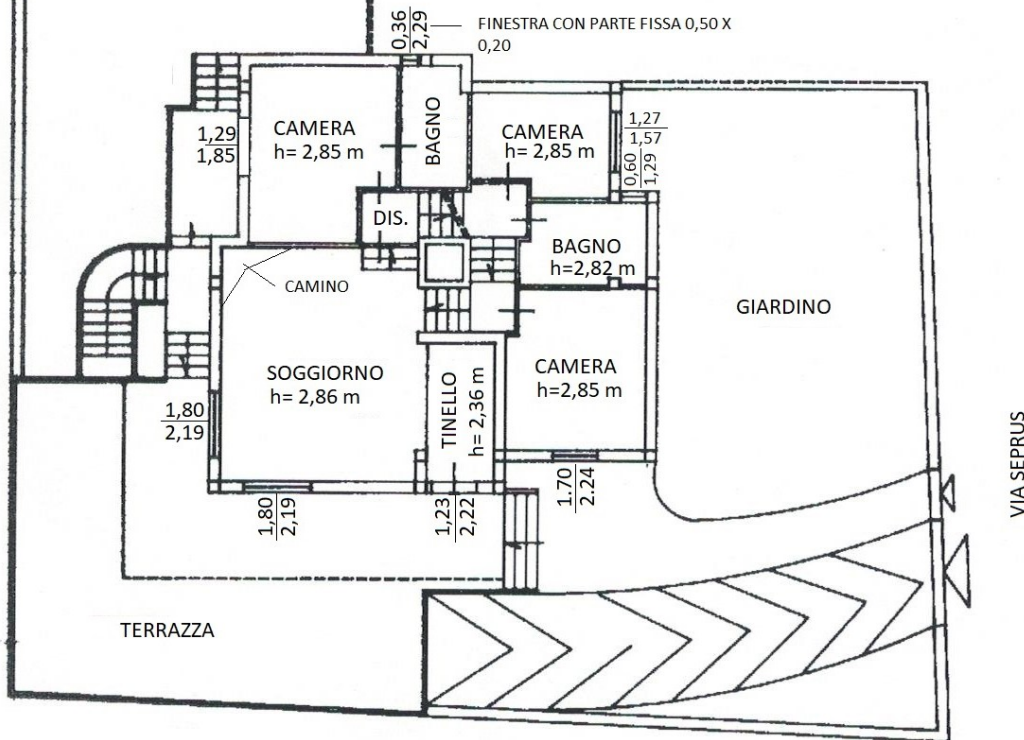 0,36
2,29
FINESTRA CON PARTE FISSA 0,50 X
0,20
1,29
1,85
CAMERA
h= 2,85 m
BAGNO
CAMERA
h= 2,85 m
1,27
1,57
0,60
1,29
DIS.
BAGNO
h=2,82 m
CAMINO
GIARDINO
SOGGIORNO
h= 2,86 m
TINELLO
h= 2,36 m
CAMERA
h=2,85 m
1,80
2,19
1,80
2,19
1,23
2,22
1.70
2.24
VIA SEPRUS
TERRAZZA